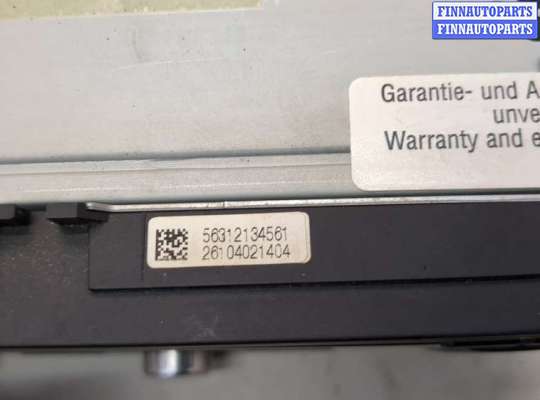 FINNAUTOPARTS
FINNAUTOPARTS
Garantie- und A
unve
Warranty and e
56312134561
26104021404